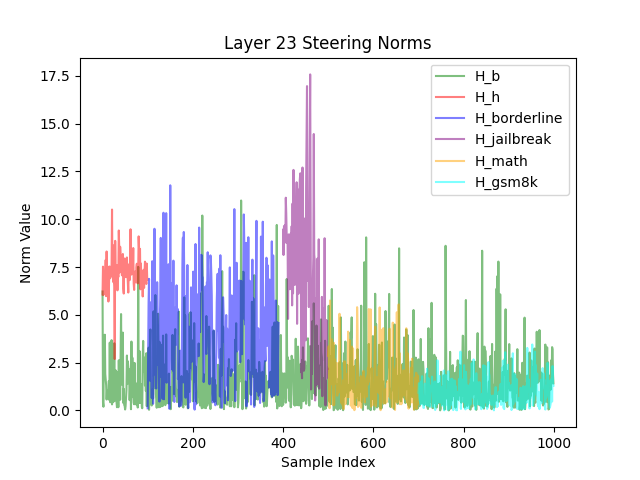 Layer 23 Steering Norms
17.5
15.0
12.5
10.0
7.5
5.0
2.5
0.0
Norm Value
H_b
H_h
H_borderline
H_jailbreak
H_math
H_gsm8k
0 200 400 600 800 1000
Sample Index